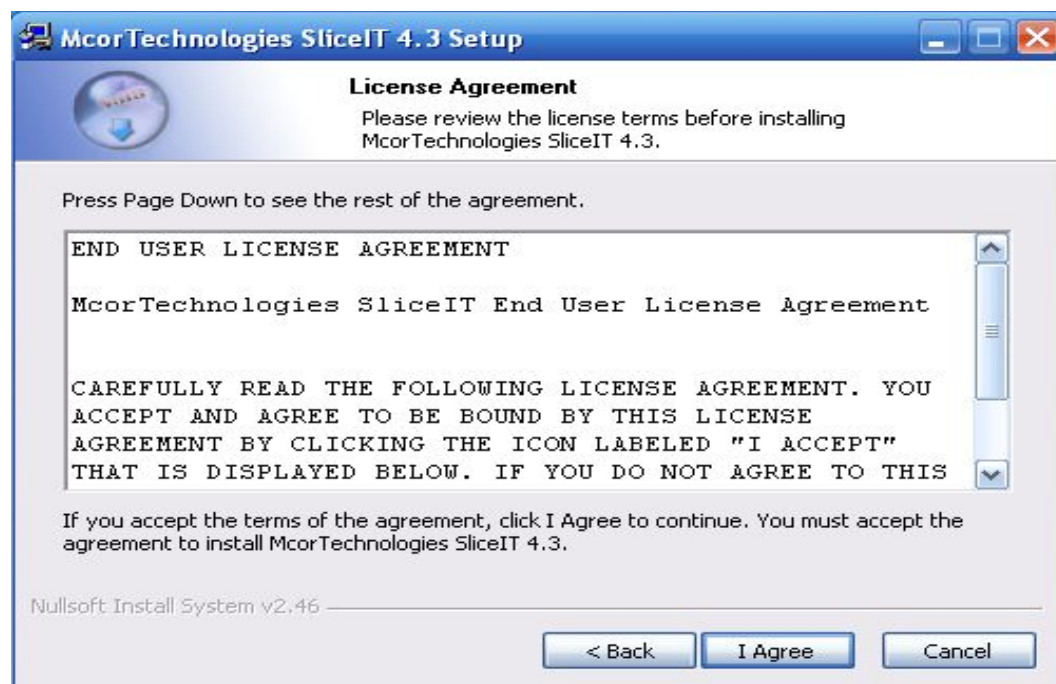 McorTechnologies SliceIT 4.3 Setup
License Agreement
Please review the license terms before installing
McorTechnologies SliceIT 4.3.
Press Page Down to see the rest of the agreement.
END USER LICENSE AGREEMENT
McorTechnologies SliceIT End User License Agreement
CAREFULLY READ THE FOLLOWING LICENSE AGREEMENT. YOU
ACCEPT AND AGREE TO BE BOUND BY THIS LICENSE
AGREEMENT BY CLICKING THE ICON LABELED "I ACCEPT"
THAT IS DISPLAYED BELOW. IF YOU DO NOT AGREE TO THIS
If you accept the terms of the agreement, click I Agree to continue. You must accept the
agreement to install McorTechnologies SliceIT 4.3.
Nullsoft Install System v2.46
< Back I Agree Cancel